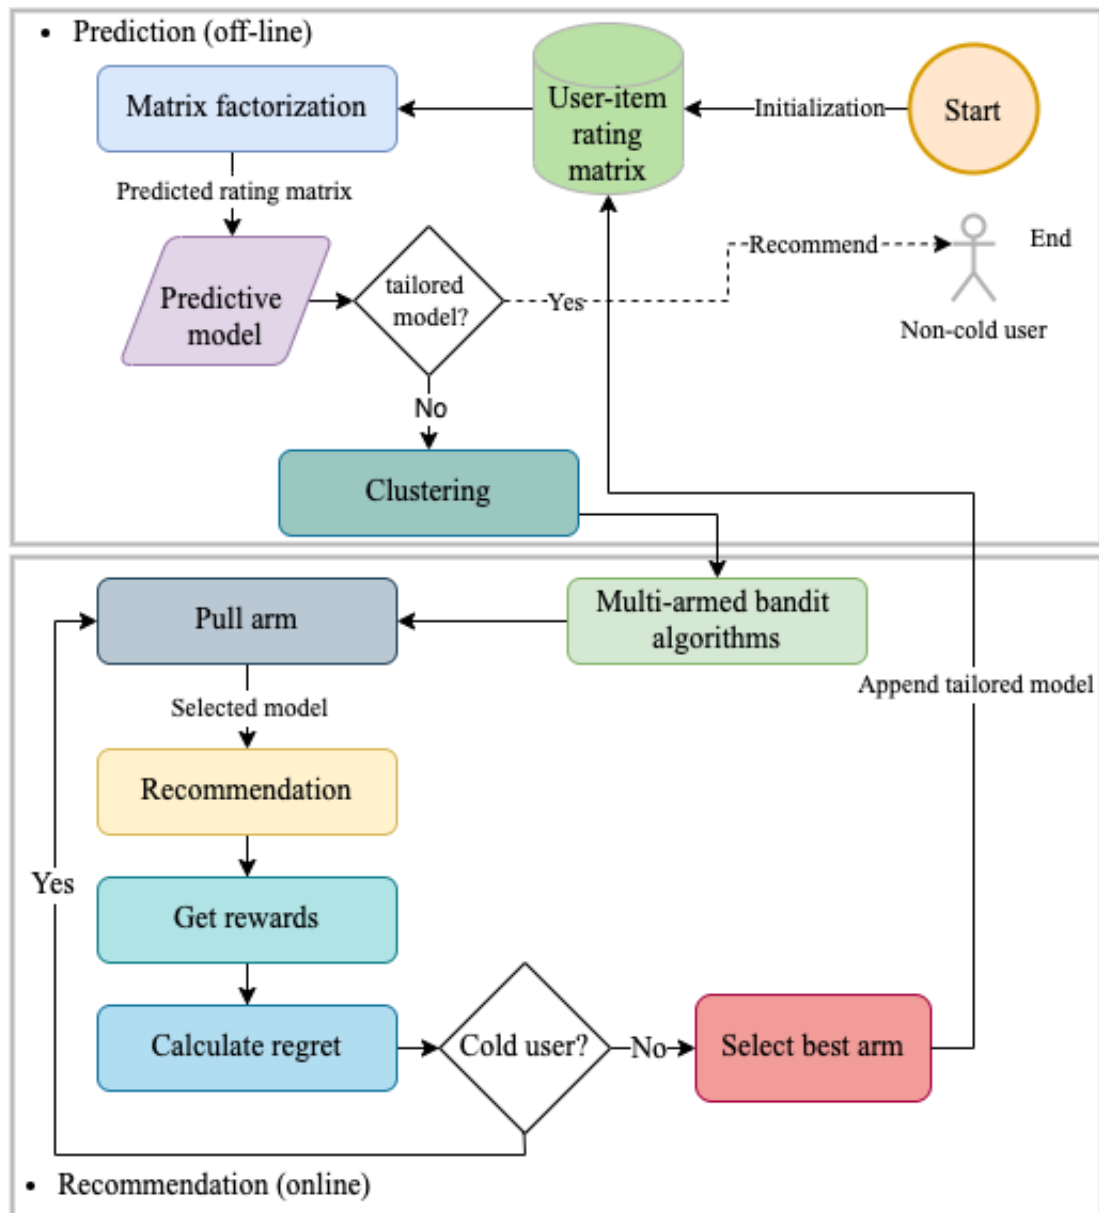 • Prediction (off-line)
Matrix factorization
User-item
rating
matrix
Initialization
Start
Predicted rating matrix
Predictive
model
tailored
model?
Yes
Recommend
End
Non-cold user
No
Clustering
Pull arm
Multi-armed bandit
algorithms
Selected model
Append tailored model
Recommendation
Yes
Get rewards
Calculate regret
Cold user?
No
Select best arm
• Recommendation (online)